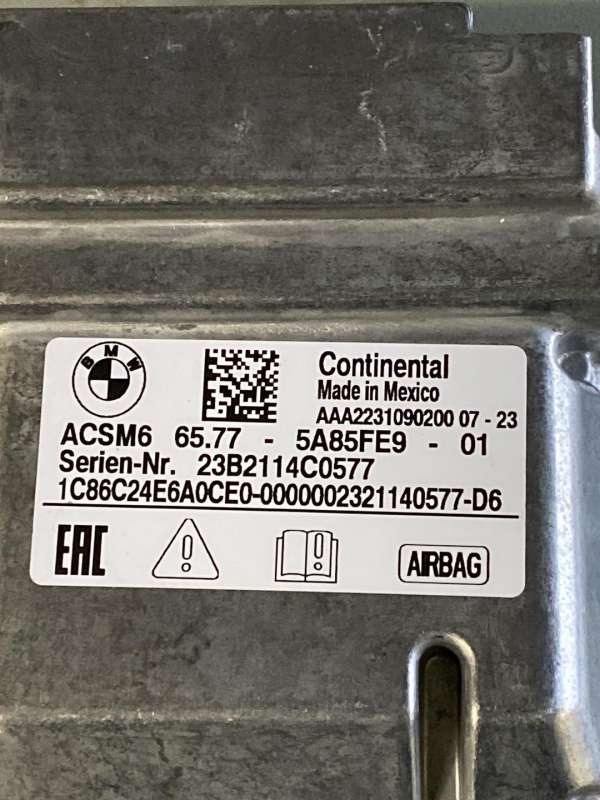 BMW
Continental
Made in Mexico
AAA2231090200 07 - 23
ACSM6 65.77 - 5A85FE9 - 01
Serien-Nr. 23B2114C0577
1C86C24E6A0CE0-0000002321140577-D6
EAC
AIRBAG